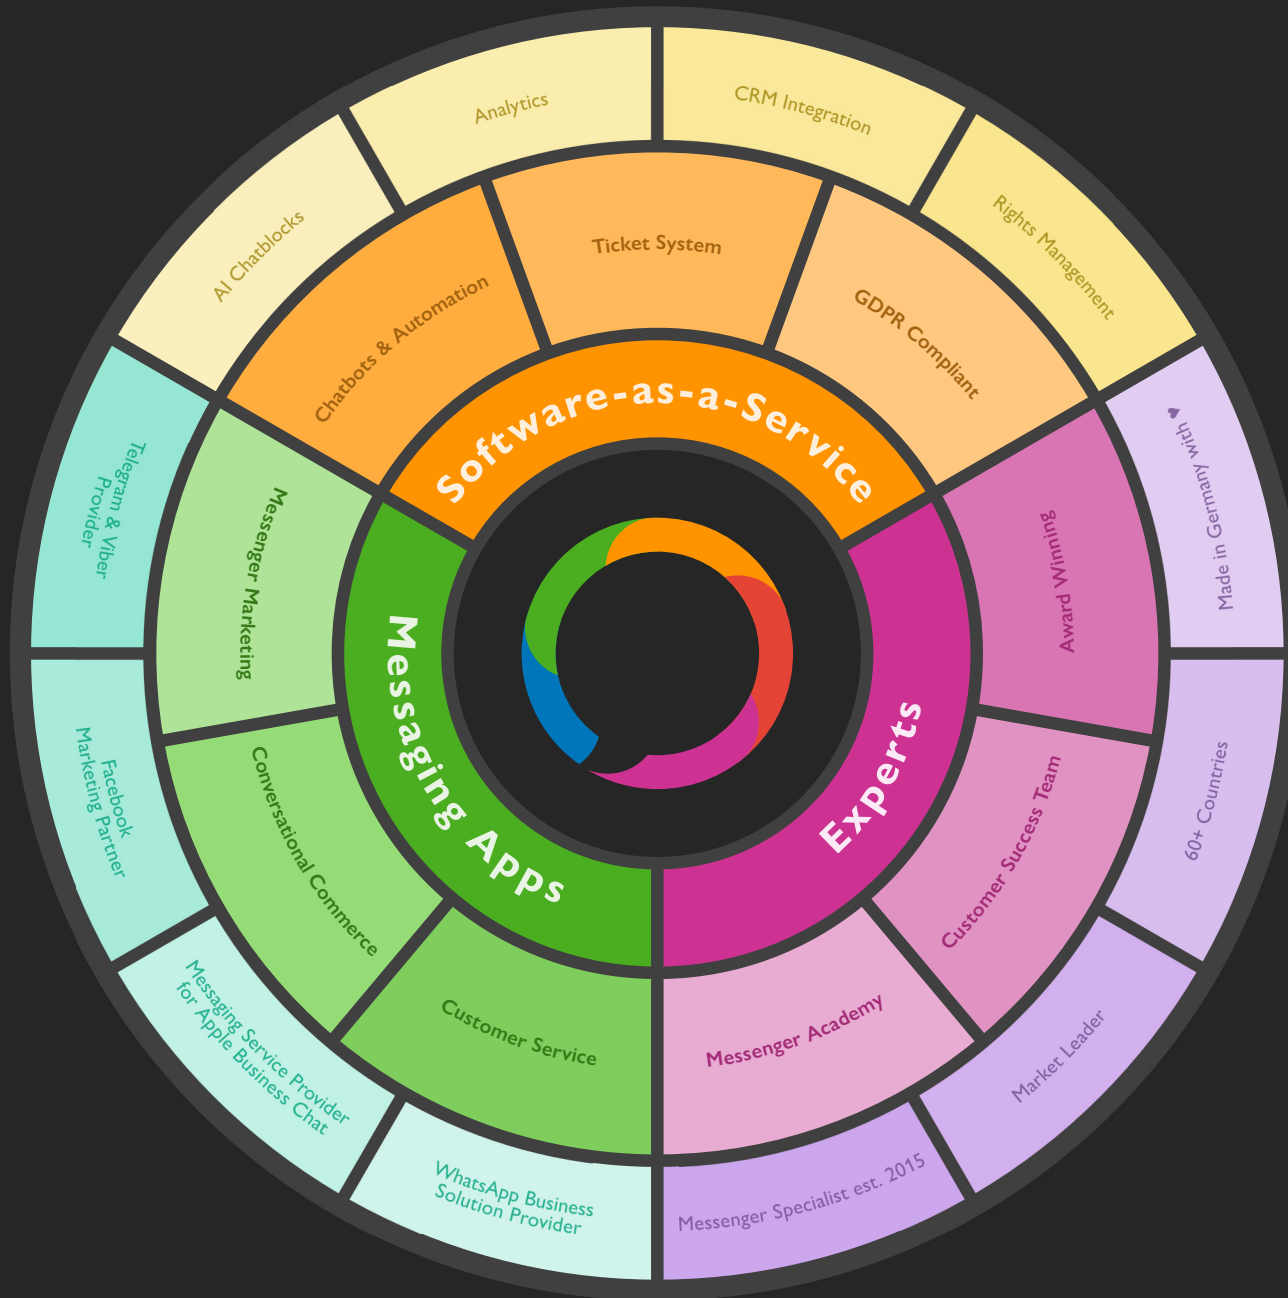 Analytics
CRM Integration
AI Chatblocks
Rights Management
Chatbots & Automation
Ticket System
GDPR Compliant
Software-as-a-Service
Made in Germany with ♥
60+ Countries
Market Leader
Messenger Specialist est. 2015
Award Winning
Customer Success Team
Messenger Academy
Experts
Telegram & Viber
Provider
Facebook
Marketing Partner
Messaging Service Provider
for Apple Business Chat
WhatsApp Business
Solution Provider
Messenger Marketing
Conversational Commerce
Customer Service
Messaging Apps